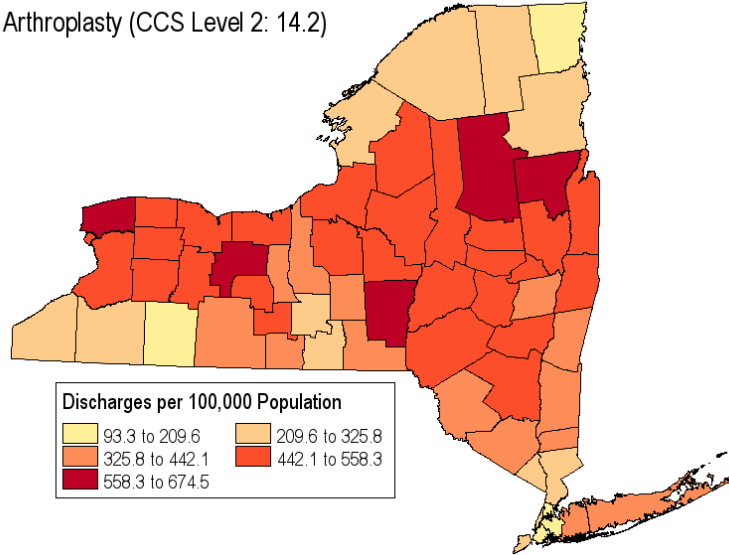 Arthroplasty (CCS Level 2: 14.2)
Discharges per 100,000 Population
93.3 to 209.6 209.6 to 325.8
325.8 to 442.1 442.1 to 558.3
558.3 to 674.5